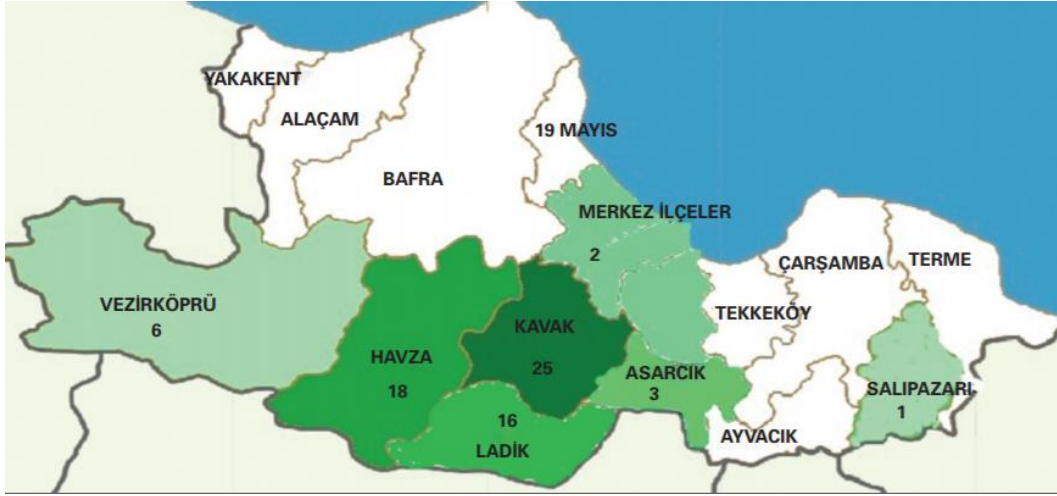 YAKAKENT
ALAÇAM
19 MAYIS
BAFRA
MERKEZ İLÇELER
2
ÇARŞAMBA
TERME
VEZİRKÖPRÜ
6
TEKKEKÖY
KAVAK
25
HAVZA
18
ASARCIK
3
SALIPAZARI
1
16
LADİK
AYVACIK